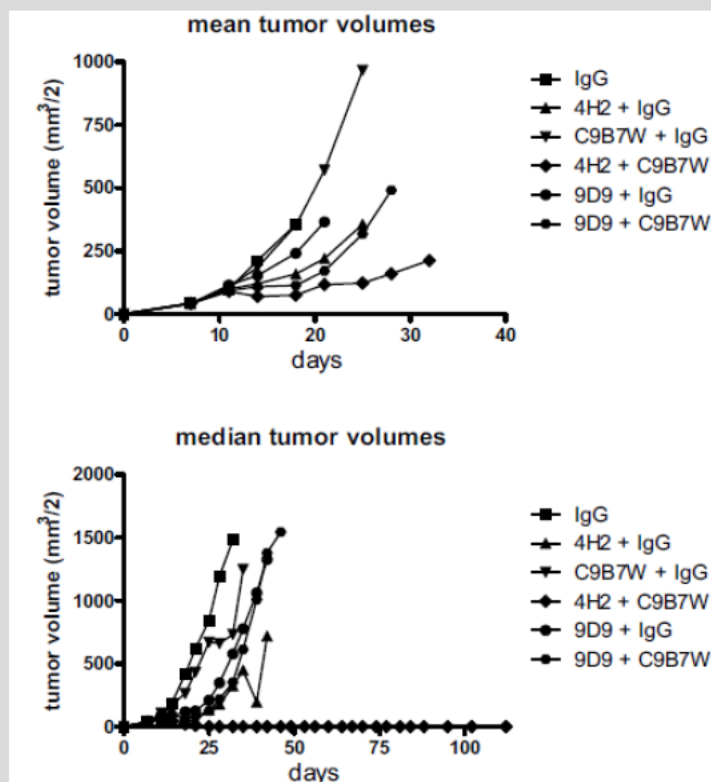 mean tumor volumes
tumor volume (mm³/2)
1000
750
500
250
0
0 10 20 30 40
days
IgG
4H2 + IgG
C9B7W + IgG
4H2 + C9B7W
9D9 + IgG
9D9 + C9B7W
median tumor volumes
tumor volume (mm³/2)
2000
1500
1000
500
0
0 25 50 75 100
days
IgG
4H2 + IgG
C9B7W + IgG
4H2 + C9B7W
9D9 + IgG
9D9 + C9B7W